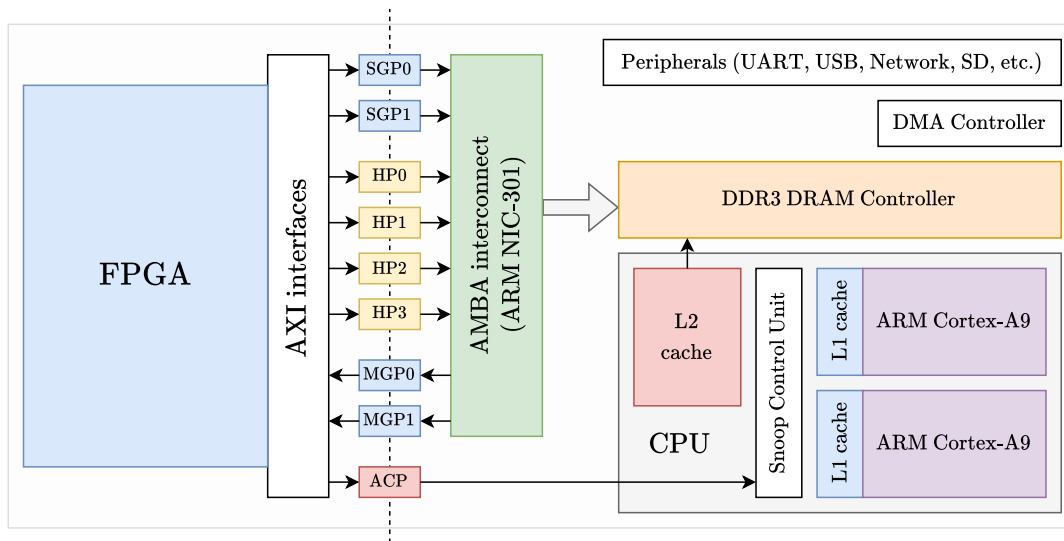 FPGA
AXI interfaces
SGP0
SGP1
HP0
HP1
HP2
HP3
MGP0
MGP1
ACP
AMBA interconnect
(ARM NIC-301)
Peripherals (UART, USB, Network, SD, etc.)
DMA Controller
DDR3 DRAM Controller
L2
cache
CPU
Snoop Control Unit
L1 cache
ARM Cortex-A9
L1 cache
ARM Cortex-A9